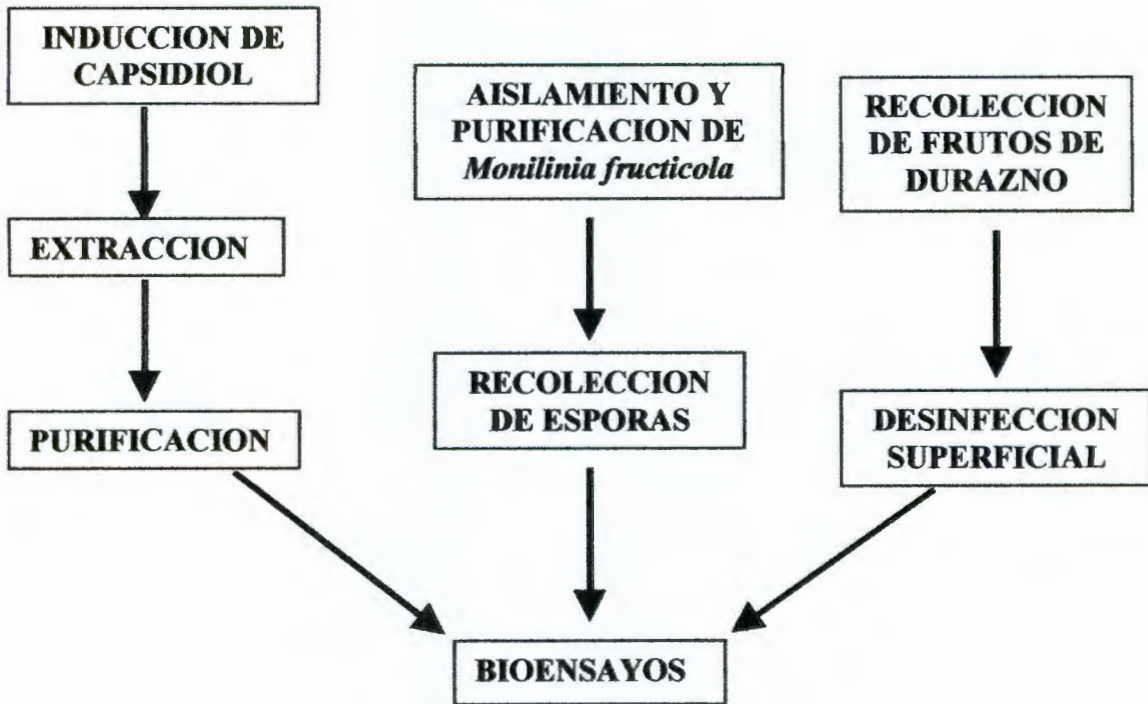 INDUCCION DE
CAPSIDIOL
EXTRACCION
PURIFICACION
AISLAMIENTO Y
PURIFICACION DE
Monilinia fructicola
RECOLECCION
DE ESPORAS
RECOLECCION
DE FRUTOS DE
DURAZNO
DESINFECCION
SUPERFICIAL
BIOENSAYOS